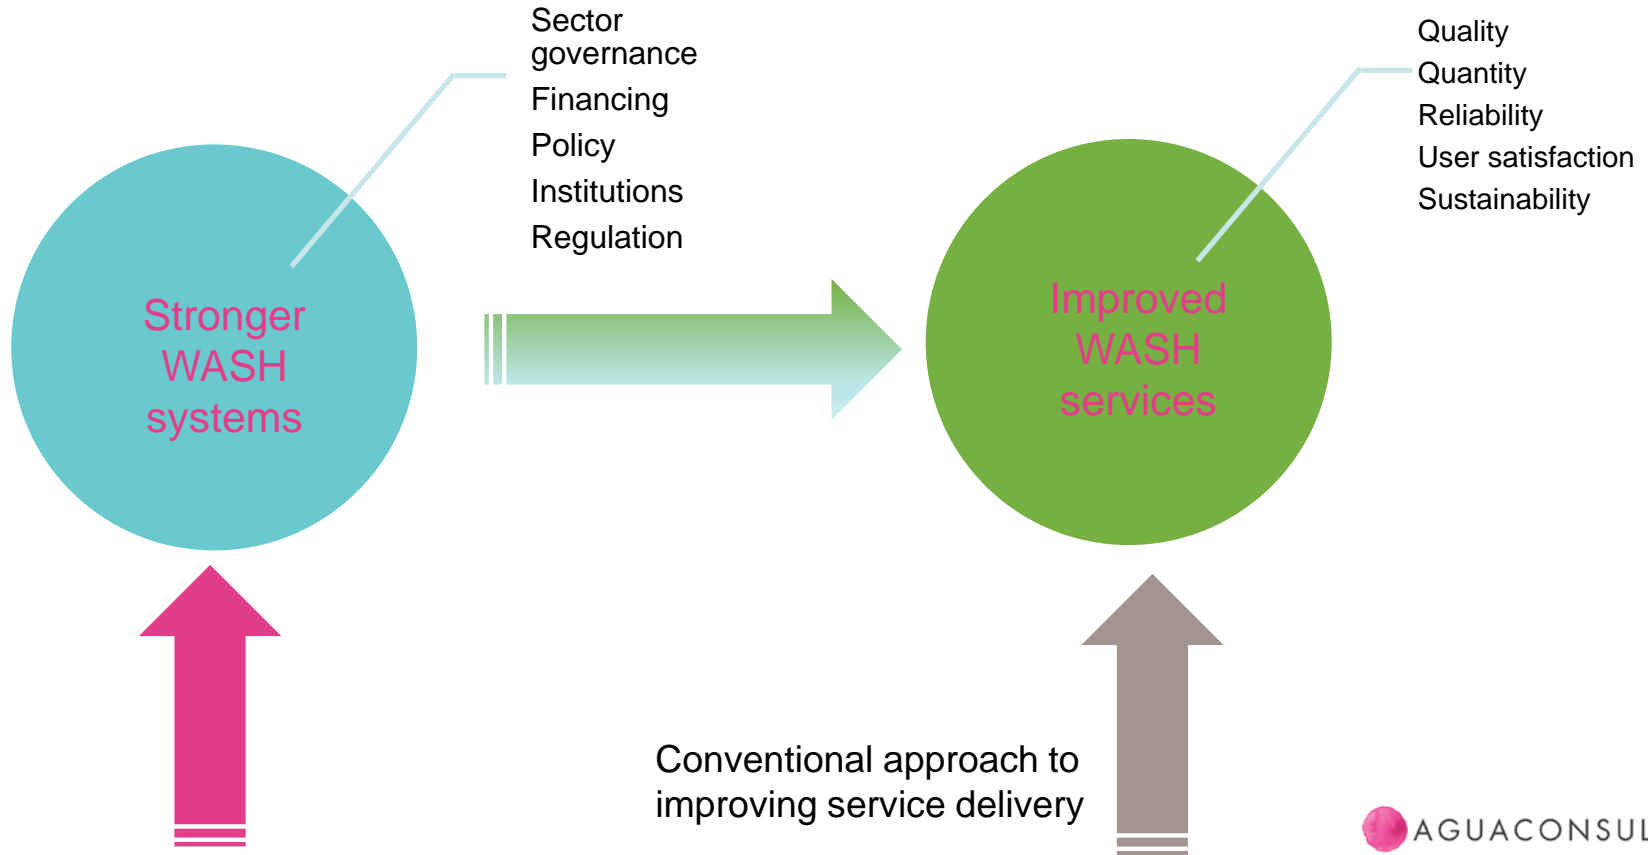 Sector
governance
Financing
Policy
Institutions
Regulation
Quality
Quantity
Reliability
User satisfaction
Sustainability
Stronger
WASH
systems
Improved
WASH
services
Conventional approach to
improving service delivery
AGUACONSUL